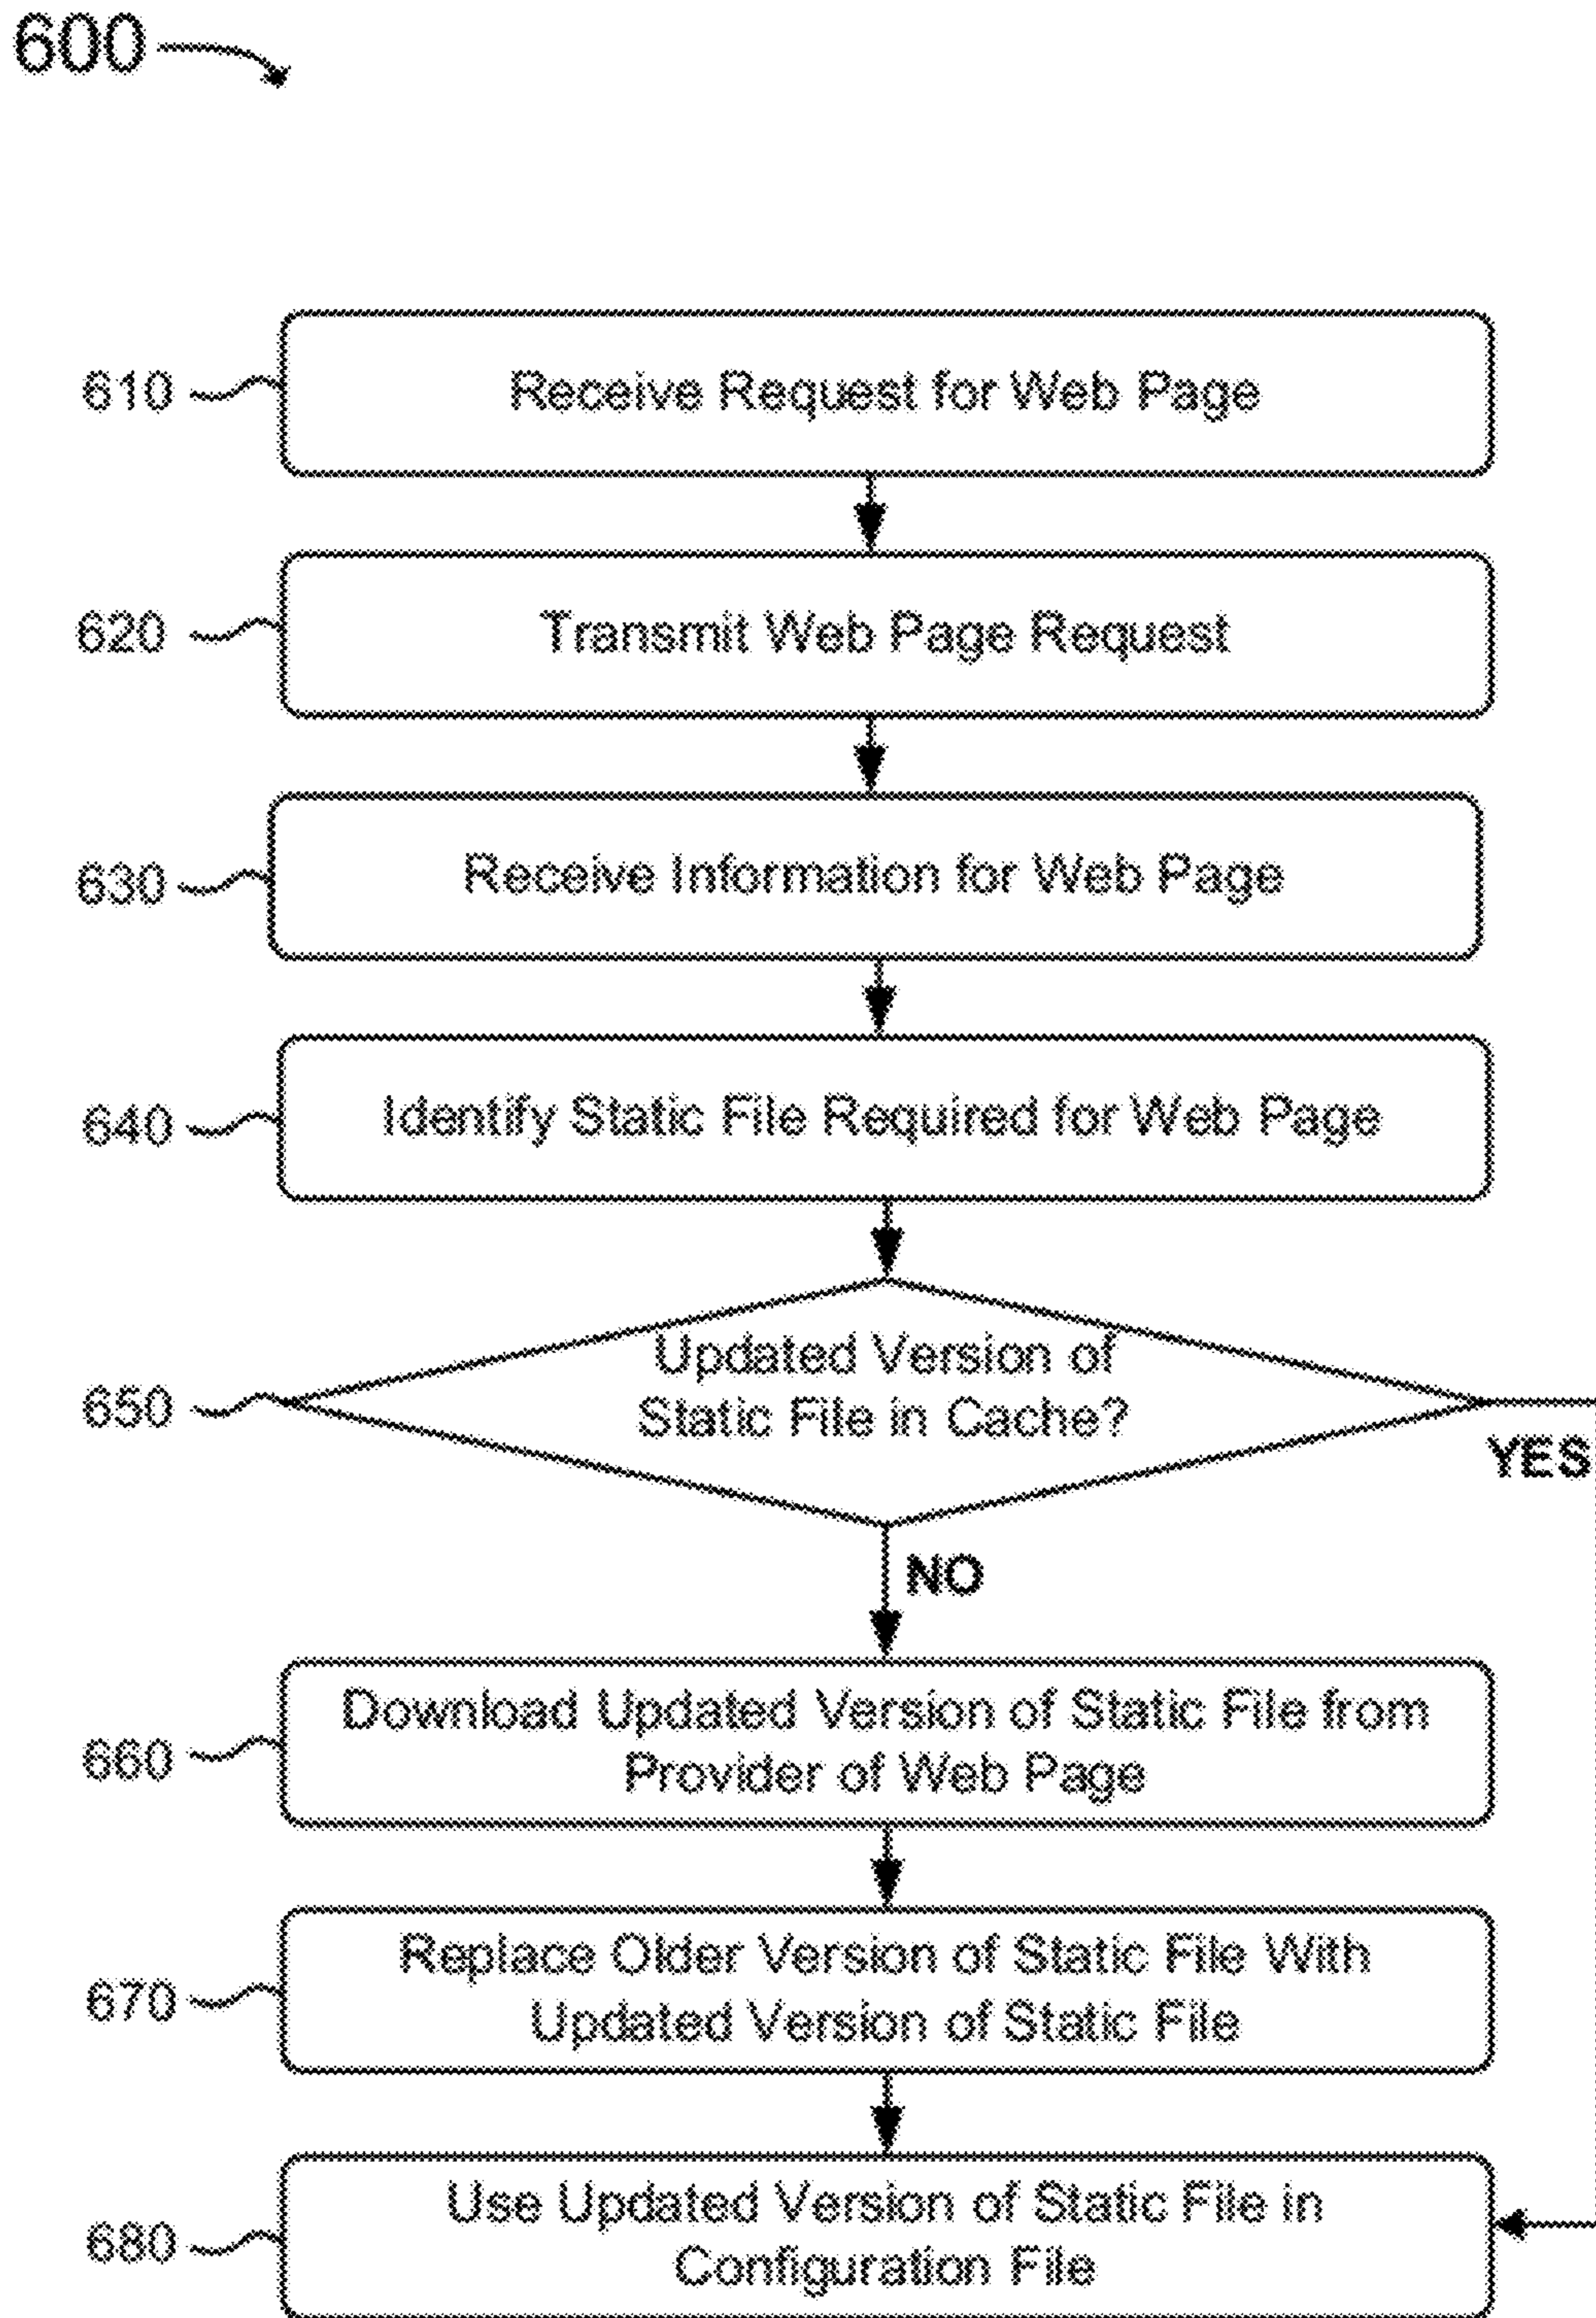 600
610
Receive Request for Web Page
620
Transmit Web Page Request
630
Receive Information for Web Page
640
Identify Static File Required for Web Page
650
Updated Version of
Static File in Cache?
YES
NO
660
Download Updated Version of Static File from
Provider of Web Page
670
Replace Older Version of Static File With
Updated Version of Static File
680
Use Updated Version of Static File in
Configuration File